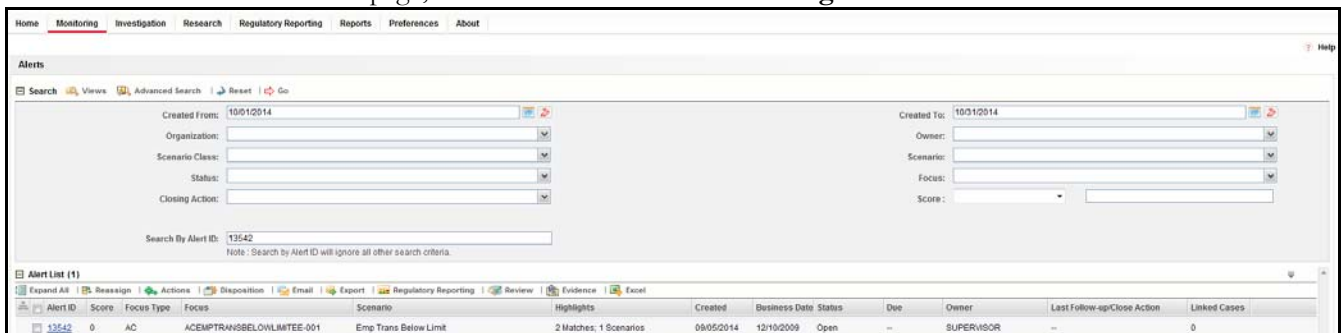 Home Monitoring Investigation Research Regulatory Reporting Reports Preferences About
? Help
Alerts
Search Views Advanced Search | Reset | Go
Created From: 10/01/2014 Created To: 10/31/2014
Organization: Owner:
Scenario Class: Scenario:
Status: Focus:
Closing Action: Score :
Search By Alert ID: 13542
Note : Search by Alert ID will ignore all other search criteria.
Alert List (1)
Expand All | Reassign | Actions | Disposition | Email | Export | Regulatory Reporting | Review | Evidence | Excel
Alert ID Score Focus Type Focus Scenario Highlights Created Business Date Status Due Owner Last Follow-up/Close Action Linked Cases
13542 0 AC ACEMPTRANSBELOWLIMITEE-001 Emp Trans Below Limit 2 Matches; 1 Scenarios 09/05/2014 12/10/2009 Open -- SUPERVISOR -- 0